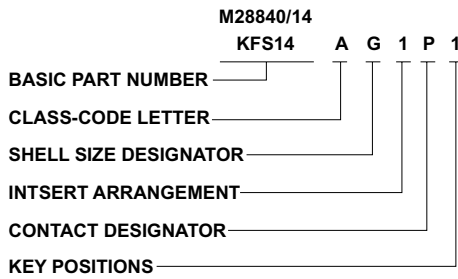 M28840/14
KFS14 A G 1 P 1
BASIC PART NUMBER
CLASS-CODE LETTER
SHELL SIZE DESIGNATOR
INTSERT ARRANGEMENT
CONTACT DESIGNATOR
KEY POSITIONS